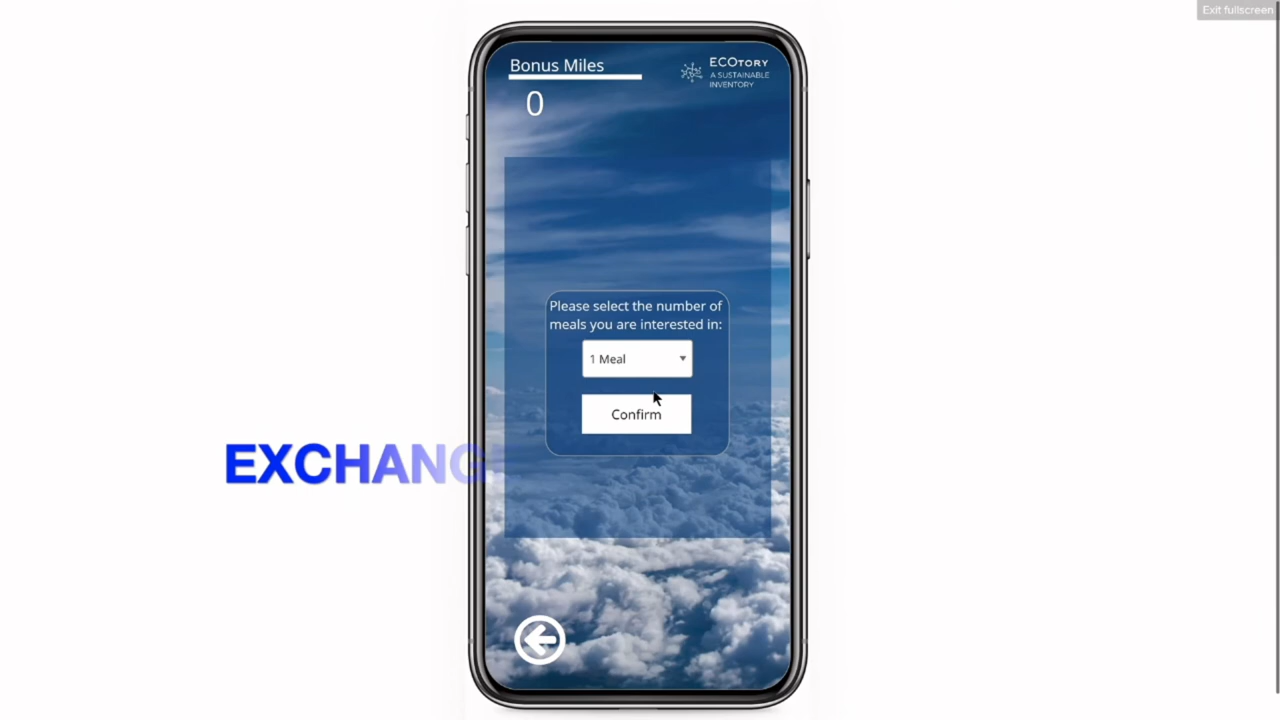 Exit fullscreen
Bonus Miles
0
ECOTORY
A SUSTAINABLE
INVENTORY
Please select the number of
meals you are interested in:
1 Meal
Confirm
EXCHANG